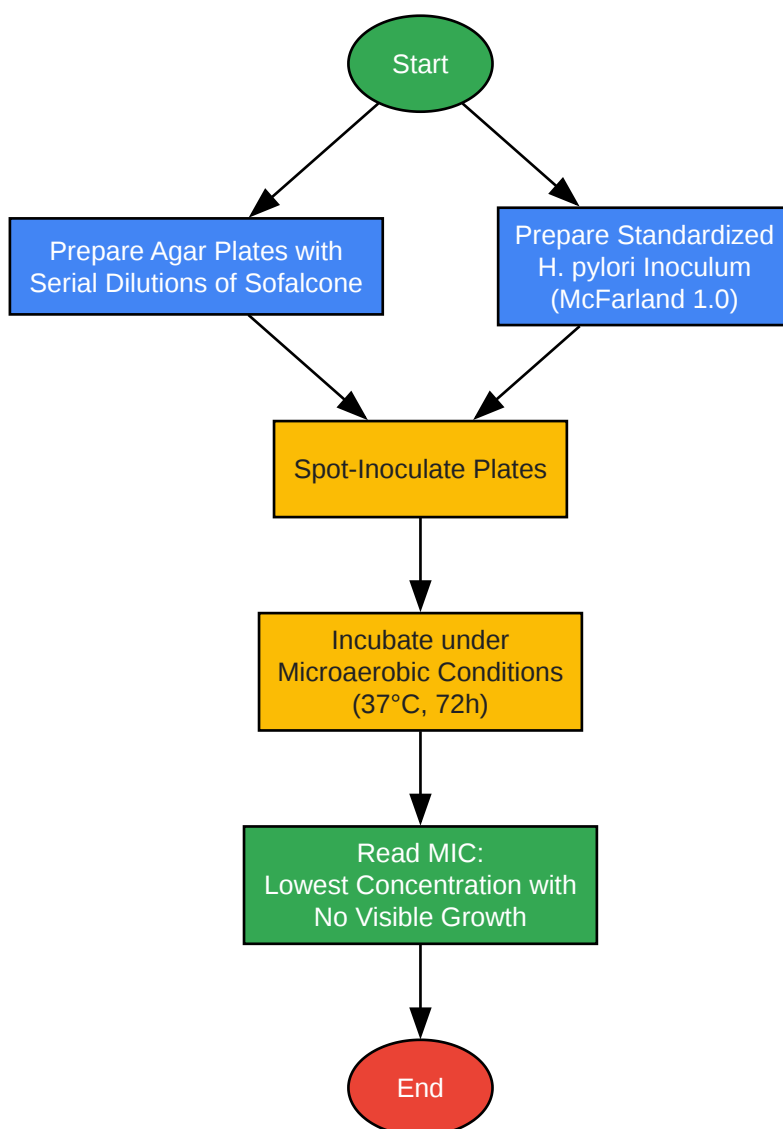 Start
Prepare Agar Plates with
Serial Dilutions of Sofalcone
Prepare Standardized
H. pylori Inoculum
(McFarland 1.0)
Spot-Inoculate Plates
Incubate under
Microaerobic Conditions
(37°C, 72h)
Read MIC:
Lowest Concentration with
No Visible Growth
End